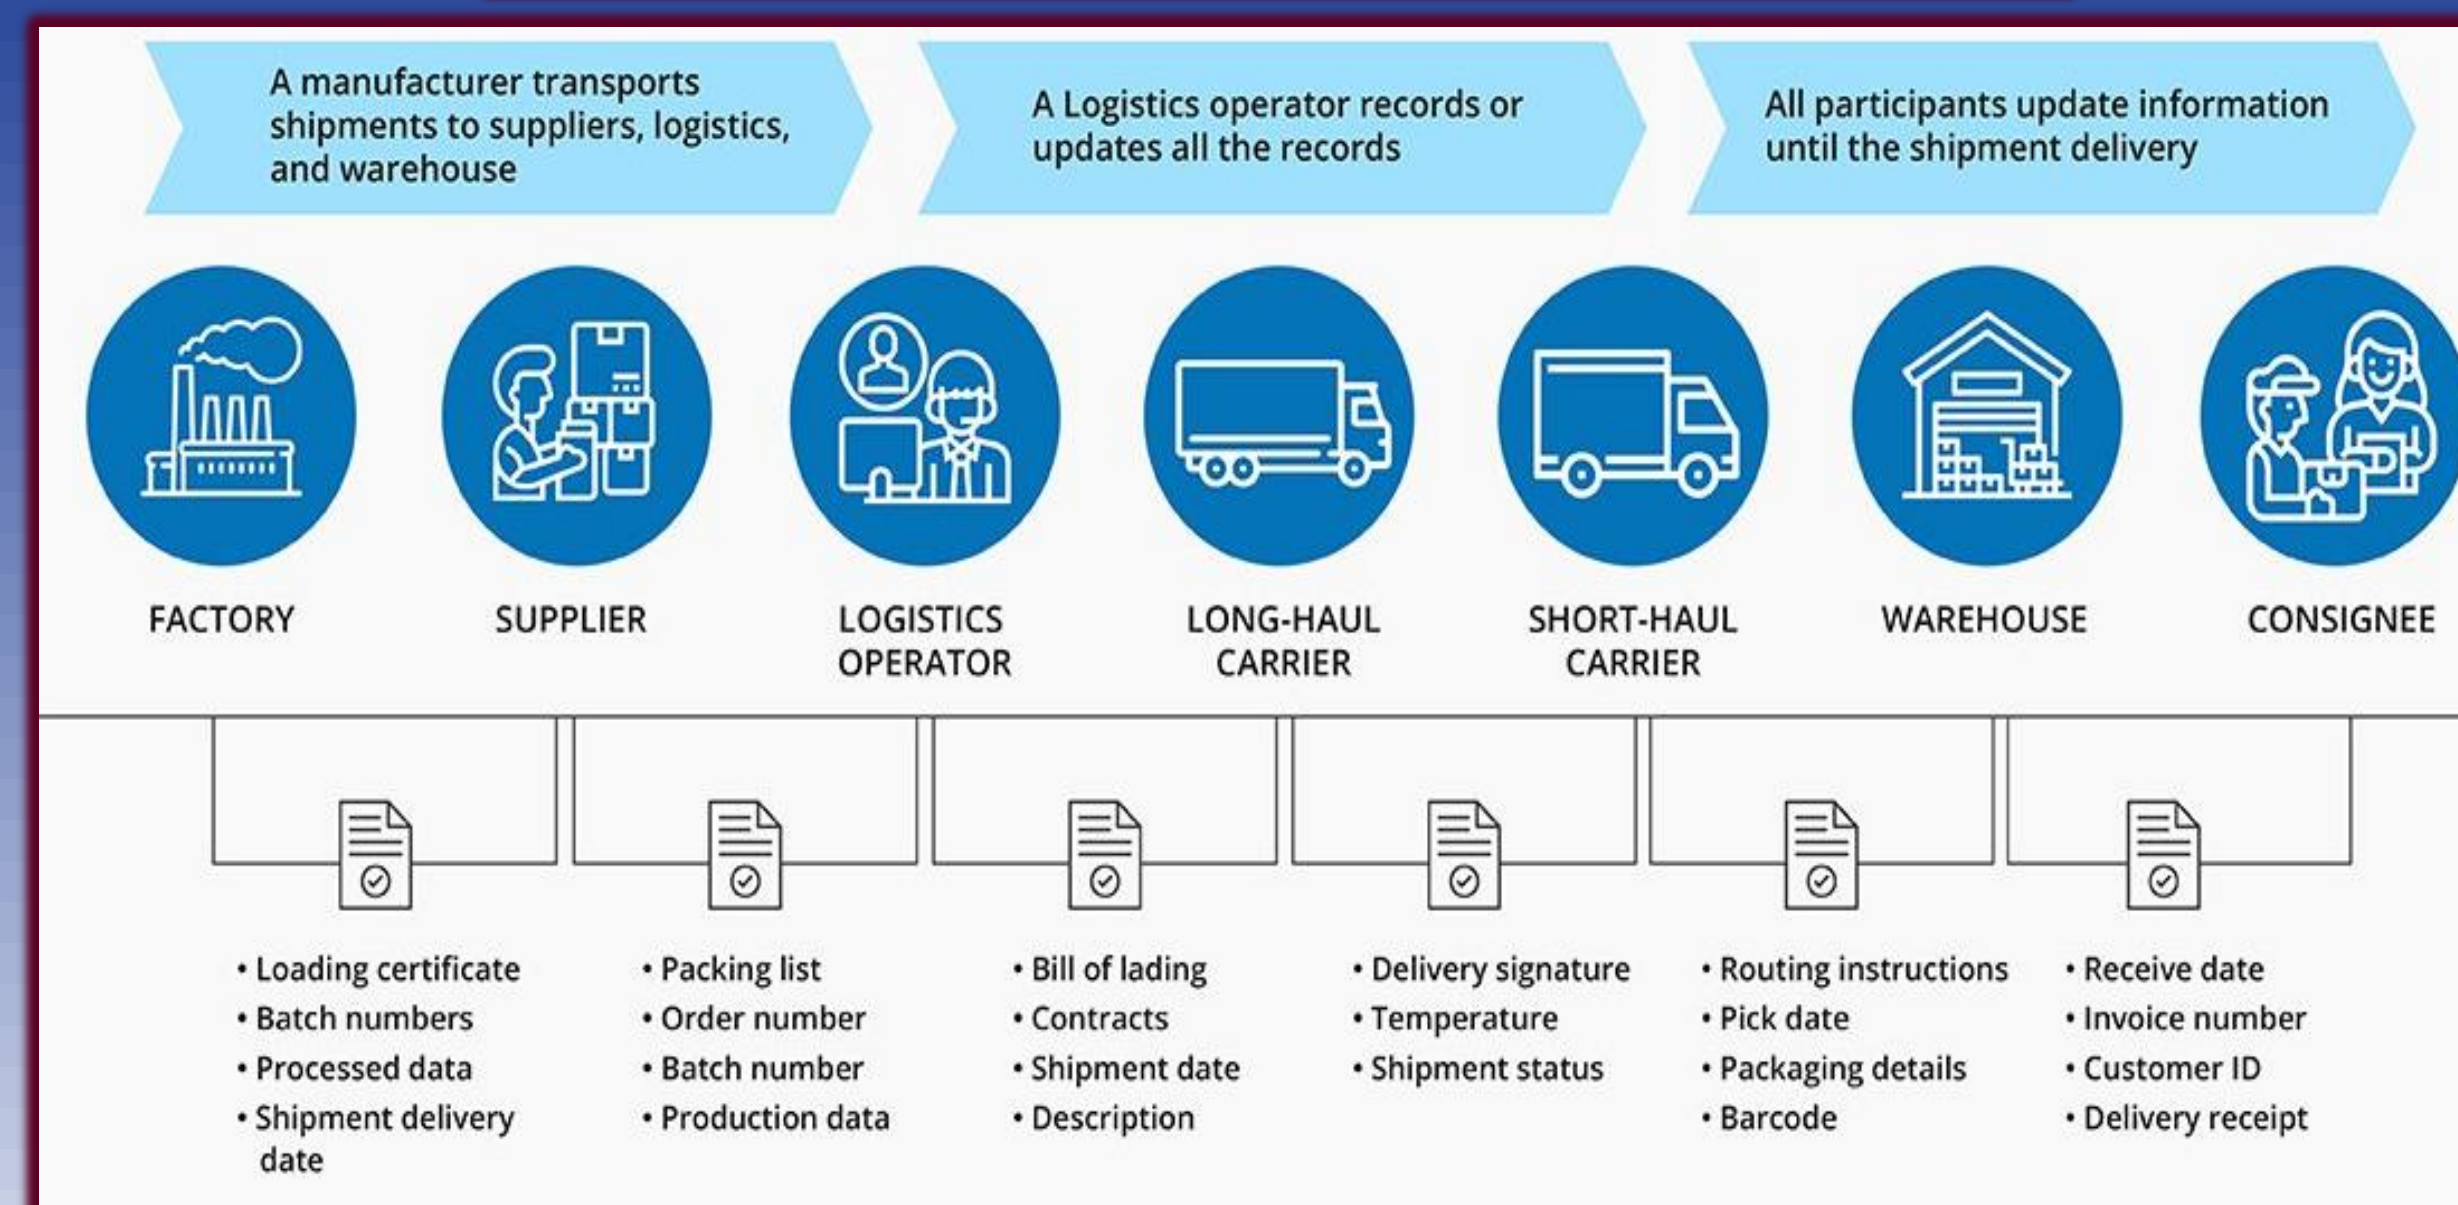 A manufacturer transports
shipments to suppliers, logistics,
and warehouse
A Logistics operator records or
updates all the records
All participants update information
until the shipment delivery
FACTORY
SUPPLIER
LOGISTICS
OPERATOR
LONG-HAUL
CARRIER
SHORT-HAUL
CARRIER
WAREHOUSE
CONSIGNEE
• Loading certificate
• Batch numbers
• Processed data
• Shipment delivery
date
• Packing list
• Order number
• Batch number
• Production data
• Bill of lading
• Contracts
• Shipment date
• Description
• Delivery signature
• Temperature
• Shipment status
• Routing instructions
• Pick date
• Packaging details
• Barcode
• Receive date
• Invoice number
• Customer ID
• Delivery receipt